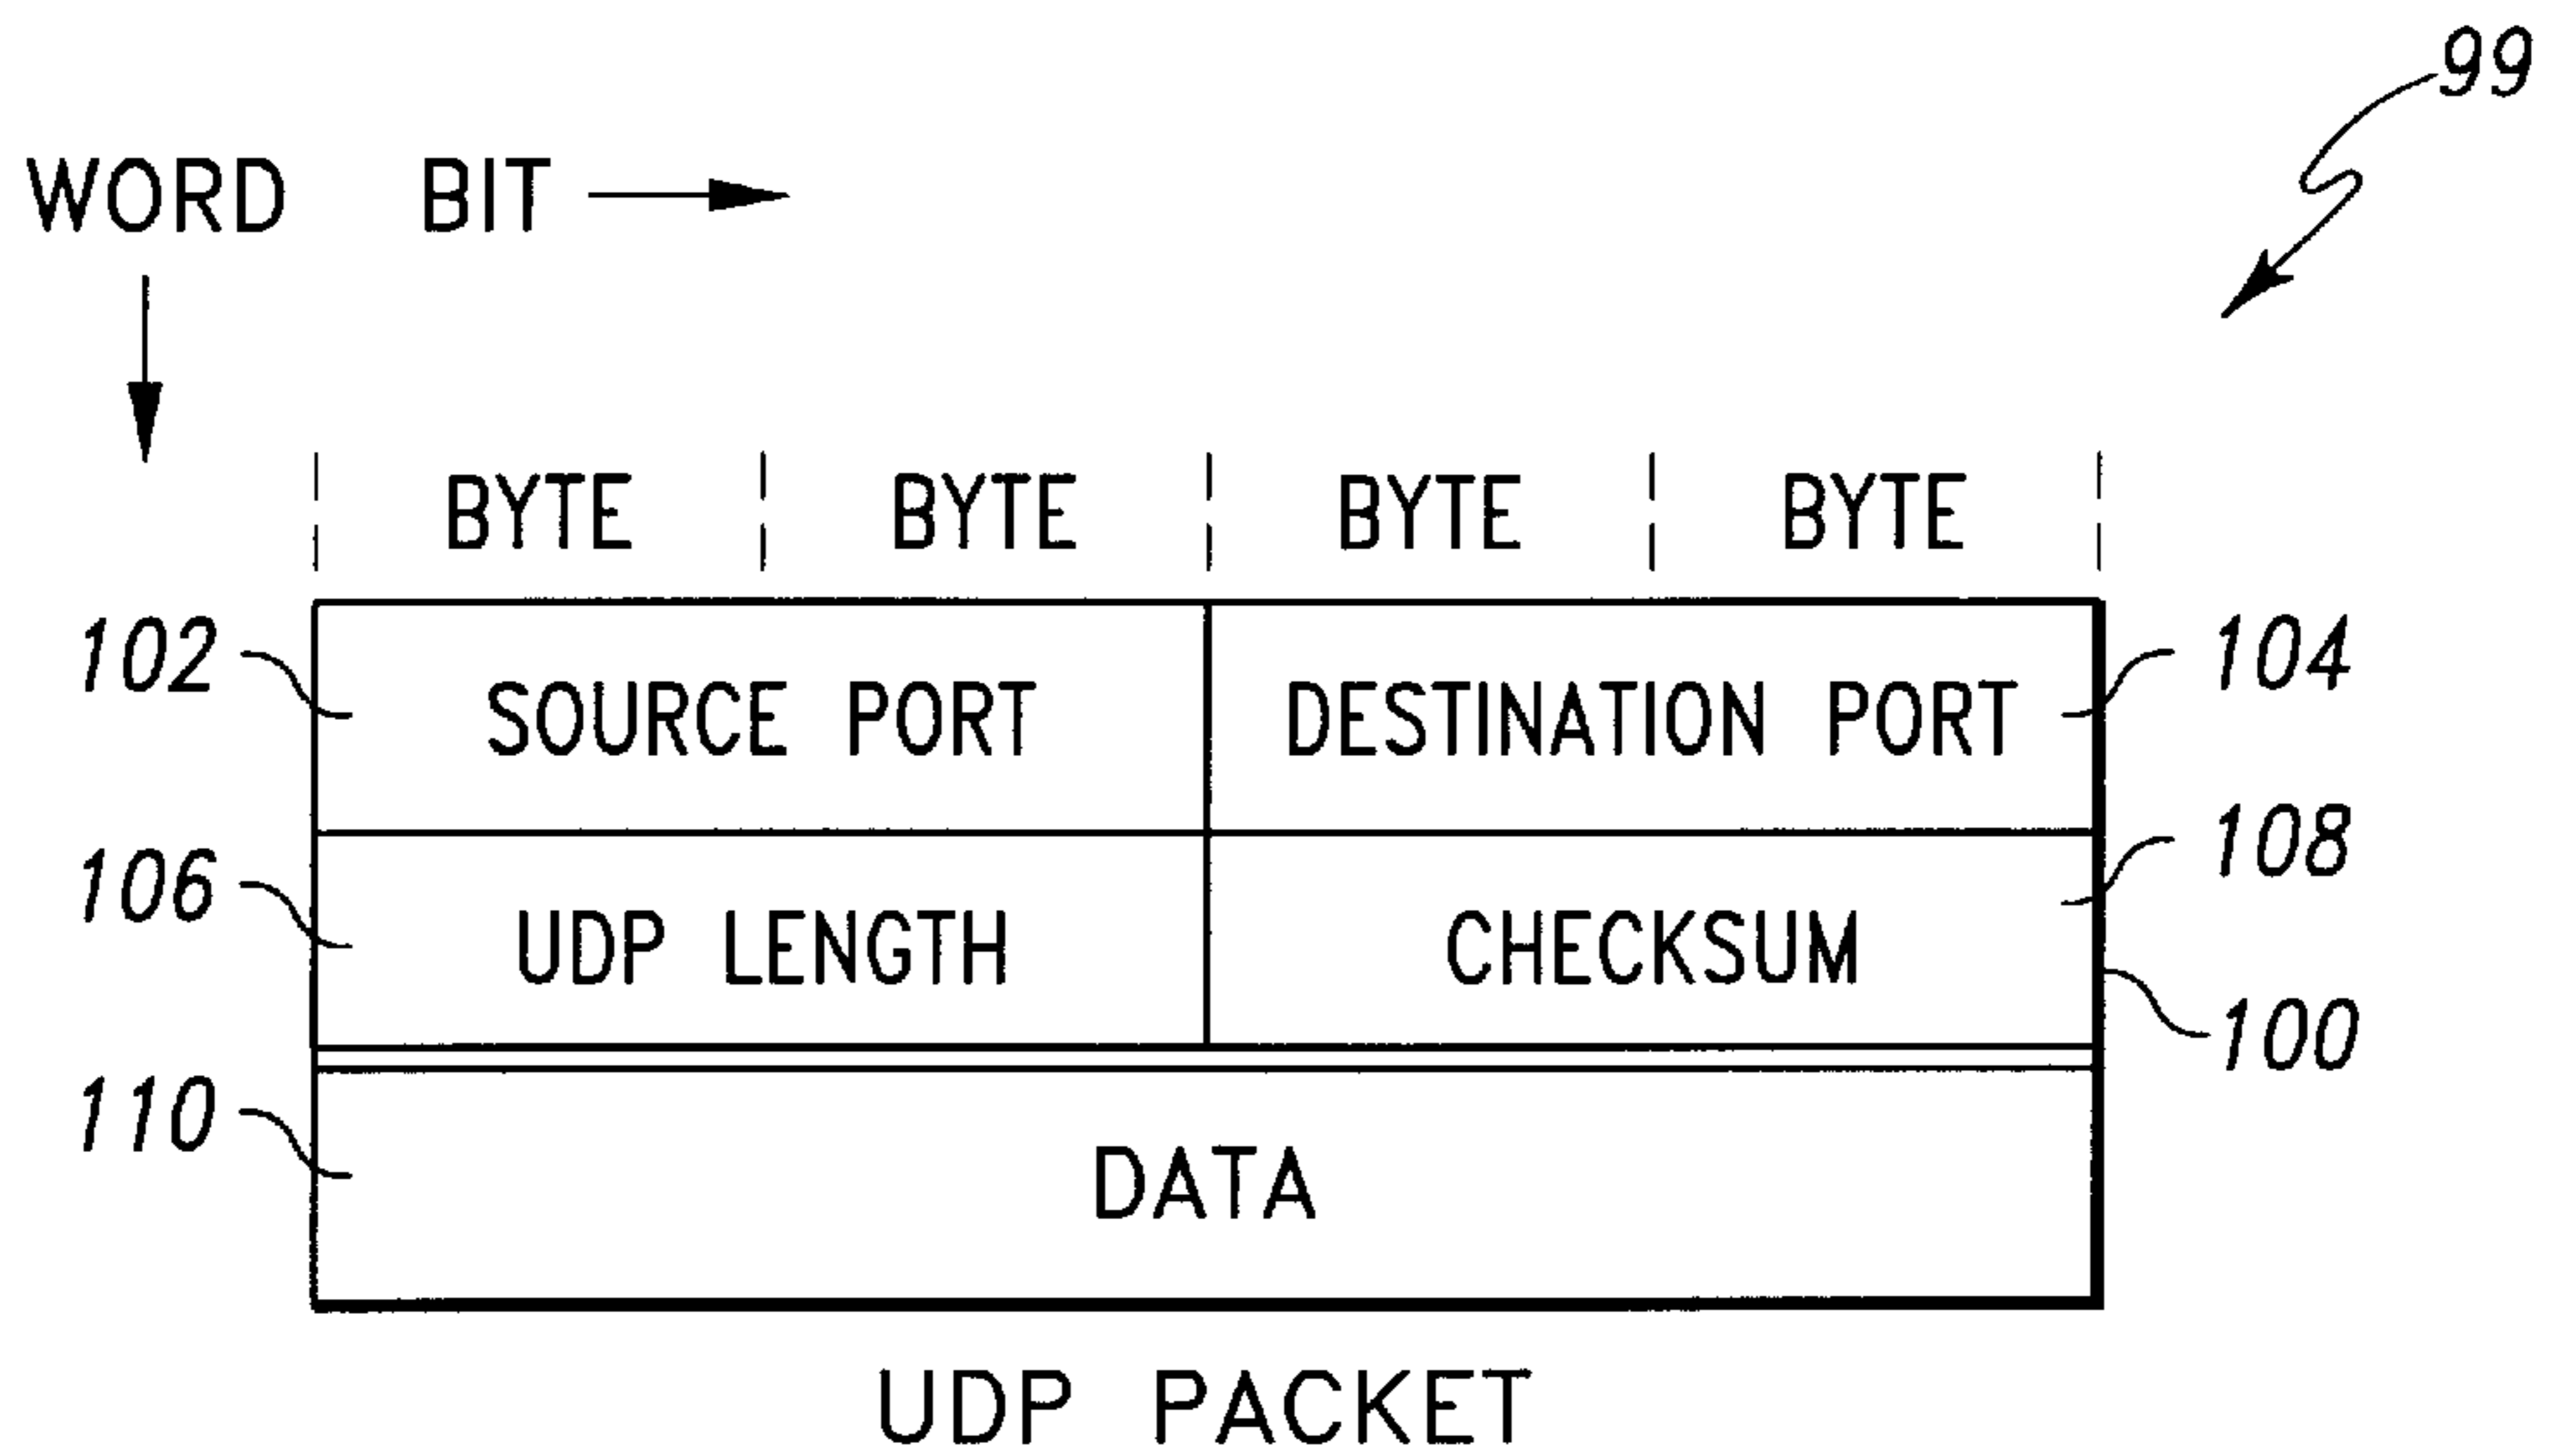 99
WORD BIT
BYTE BYTE BYTE BYTE
102 SOURCE PORT DESTINATION PORT 104
106 UDP LENGTH CHECKSUM 108
100
110 DATA
UDP PACKET